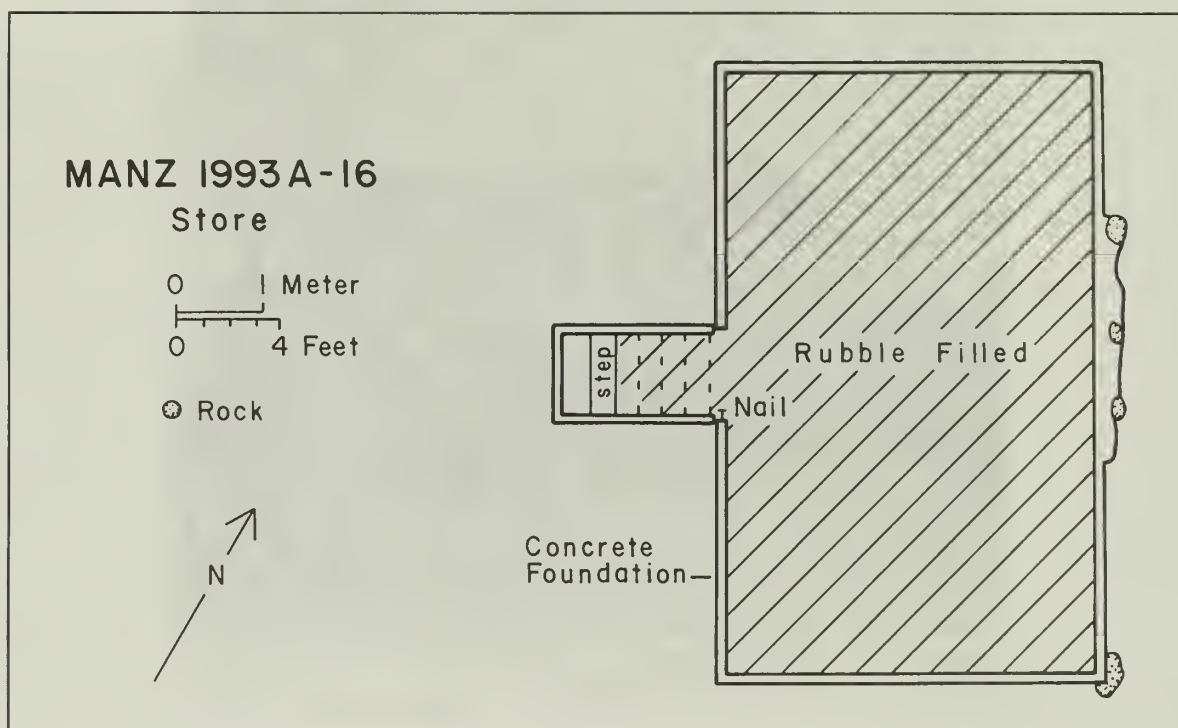 MANZ 1993A-16
Store
0 1 Meter
0 4 Feet
Rock
N
step
Rubble Filled
Nail
Concrete
Foundation